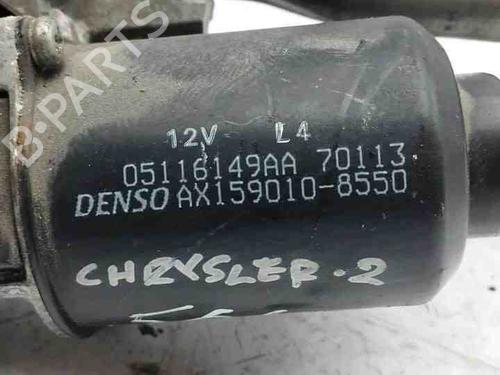 12V L4
05116149AA 70113
DENSO AX159010-8550
CHRYSLER-2
B-PARTS